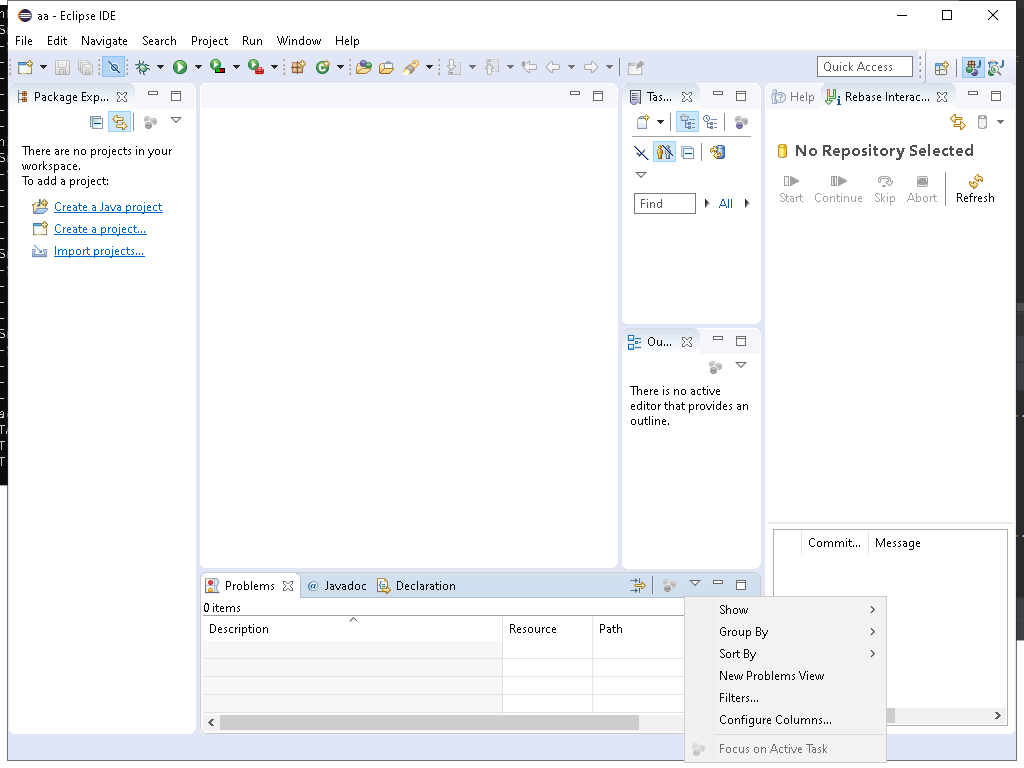 aa - Eclipse IDE
File Edit Navigate Search Project Run Window Help
Quick Access
Package Exp...
There are no projects in your
workspace.
To add a project:
Create a Java project
Create a project...
Import projects...
Tas...
Find
All
Ou...
There is no active
editor that provides an
outline.
Help
Rebase Interac...
No Repository Selected
Start Continue Skip Abort Refresh
Commit... Message
Problems
@ Javadoc
Declaration
0 items
Description Resource Path
Show
Group By
Sort By
New Problems View
Filters...
Configure Columns...
Focus on Active Task